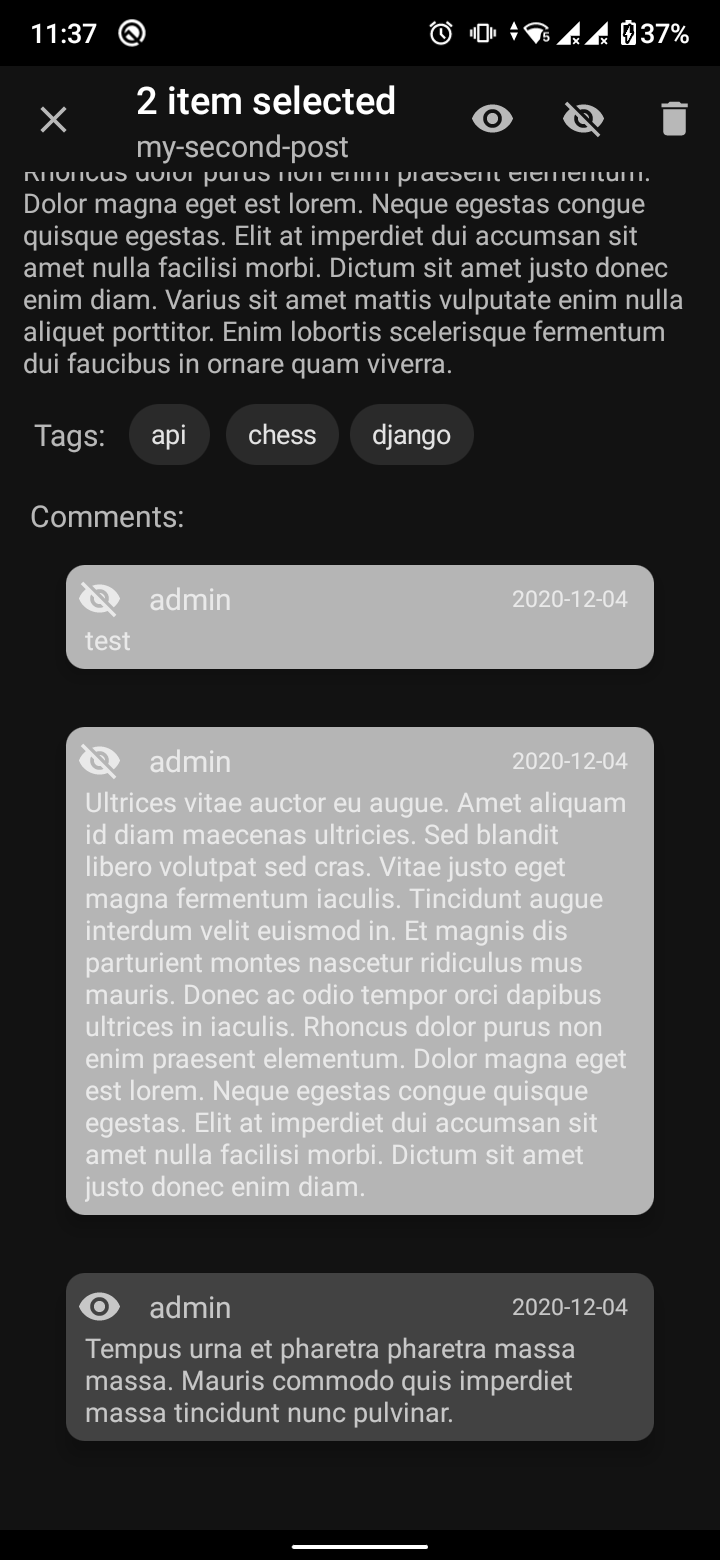 11:37
5
37%
2 item selected
my-second-post
Rhoncus dolor purus non enim praesent elementum.
Dolor magna eget est lorem. Neque egestas congue
quisque egestas. Elit at imperdiet dui accumsan sit
amet nulla facilisi morbi. Dictum sit amet justo donec
enim diam. Varius sit amet mattis vulputate enim nulla
aliquet porttitor. Enim lobortis scelerisque fermentum
dui faucibus in ornare quam viverra.
Tags: api chess django
Comments:
admin 2020-12-04
test
admin 2020-12-04
Ultrices vitae auctor eu augue. Amet aliquam
id diam maecenas ultricies. Sed blandit
libero volutpat sed cras. Vitae justo eget
magna fermentum iaculis. Tincidunt augue
interdum velit euismod in. Et magnis dis
parturient montes nascetur ridiculus mus
mauris. Donec ac odio tempor orci dapibus
ultrices in iaculis. Rhoncus dolor purus non
enim praesent elementum. Dolor magna eget
est lorem. Neque egestas congue quisque
egestas. Elit at imperdiet dui accumsan sit
amet nulla facilisi morbi. Dictum sit amet
justo donec enim diam.
admin 2020-12-04
Tempus urna et pharetra pharetra massa
massa. Mauris commodo quis imperdiet
massa tincidunt nunc pulvinar.